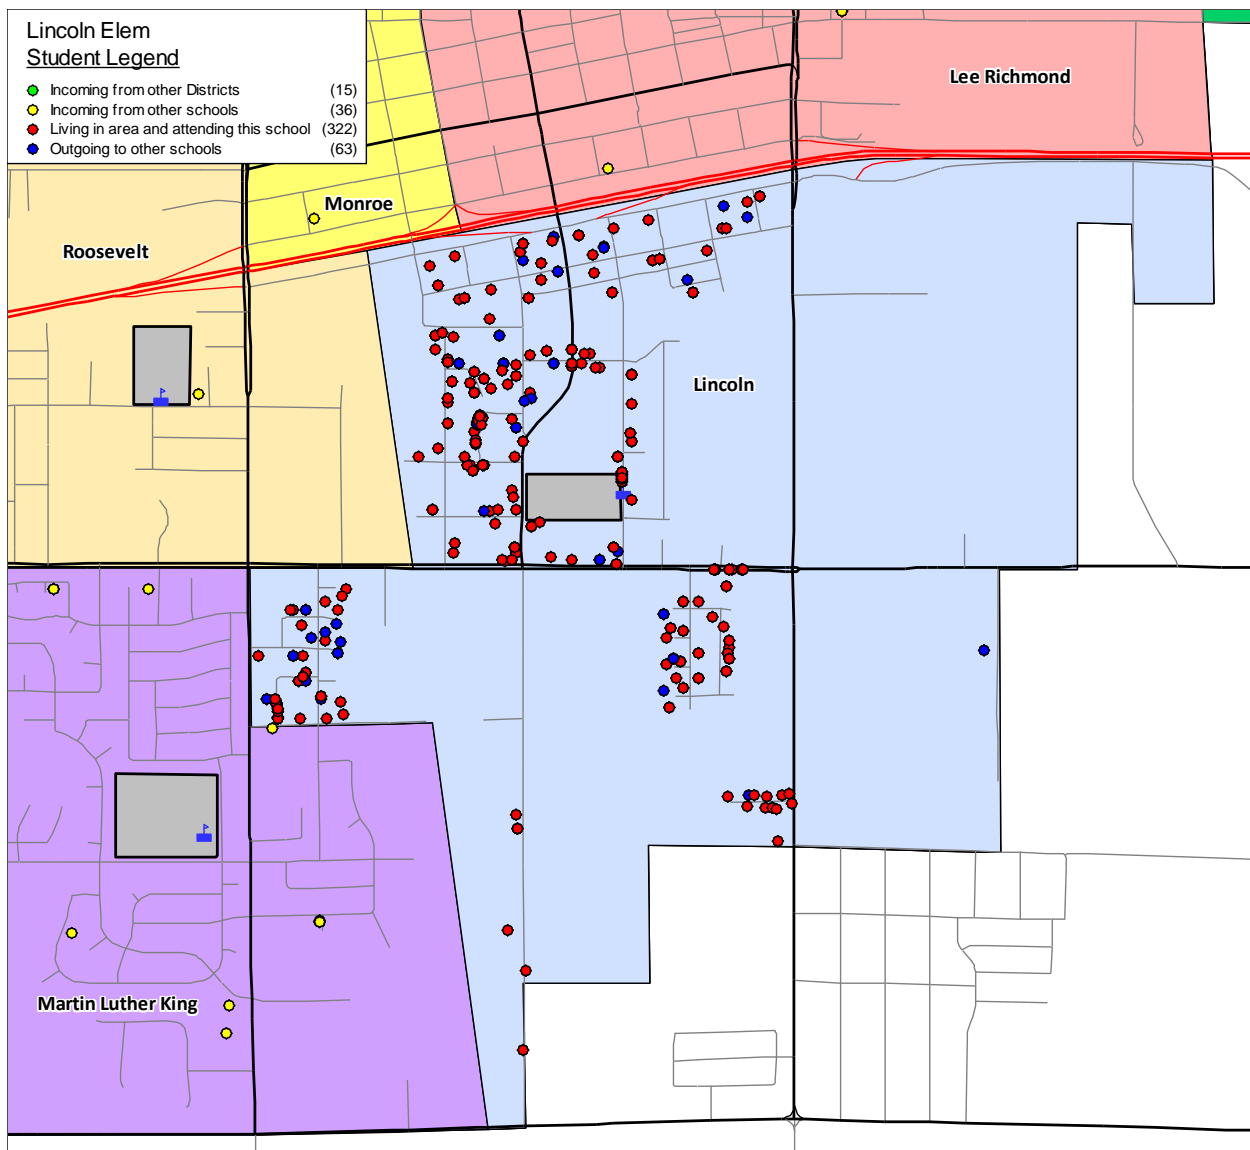 Lincoln Elem
Student Legend
Incoming from other Districts (15)
Incoming from other schools (36)
Living in area and attending this school (322)
Outgoing to other schools (63)
Lee Richmond
Monroe
Roosevelt
Lincoln
Martin Luther King